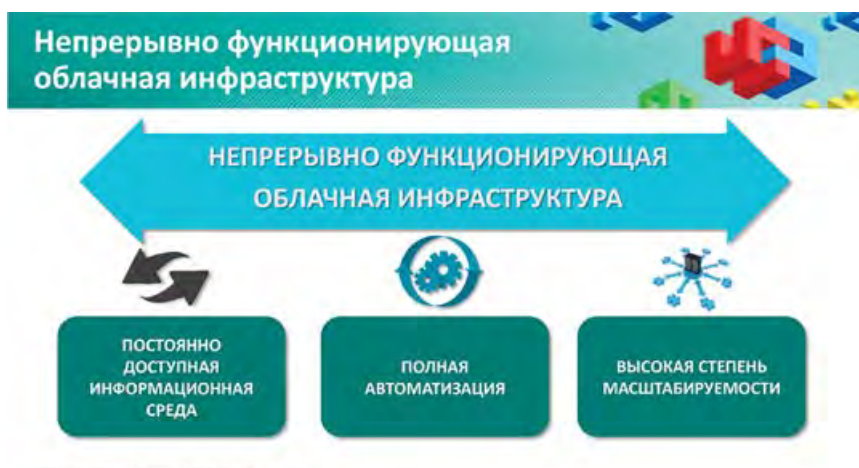 Непрерывно функционирующая
облачная инфраструктура
НЕПРЕРЫВНО ФУНКЦИОНИРУЮЩАЯ
ОБЛАЧНАЯ ИНФРАСТРУКТУРА
ПОСТОЯННО
ДОСТУПНАЯ
ИНФОРМАЦИОННАЯ
СРЕДА
ПОЛНАЯ
АВТОМАТИЗАЦИЯ
ВЫСОКАЯ СТЕПЕНЬ
МАСШТАБИРУЕМОСТИ